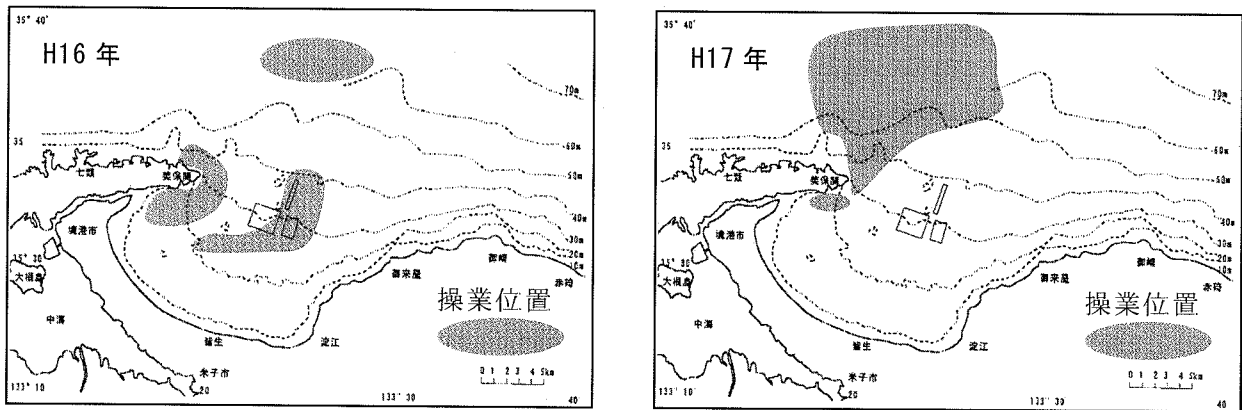 35° 40'
H16 年
70m
35
60m
七類
美保関
50m
40m
境港市
30m
20m
10m
35° 30
大根島
御崎
御来屋
赤碕
中海
操業位置
皆生
淀江
米子市
0 1 2 3 4 5km
133° 10
20
133° 30
40
35° 40'
H17 年
70m
35
60m
七類
美保関
50m
40m
境港市
30m
20m
10m
35° 30
大根島
御崎
御来屋
赤碕
中海
操業位置
皆生
淀江
米子市
0 1 2 3 4 5km
133° 10'
20
133° 30
40